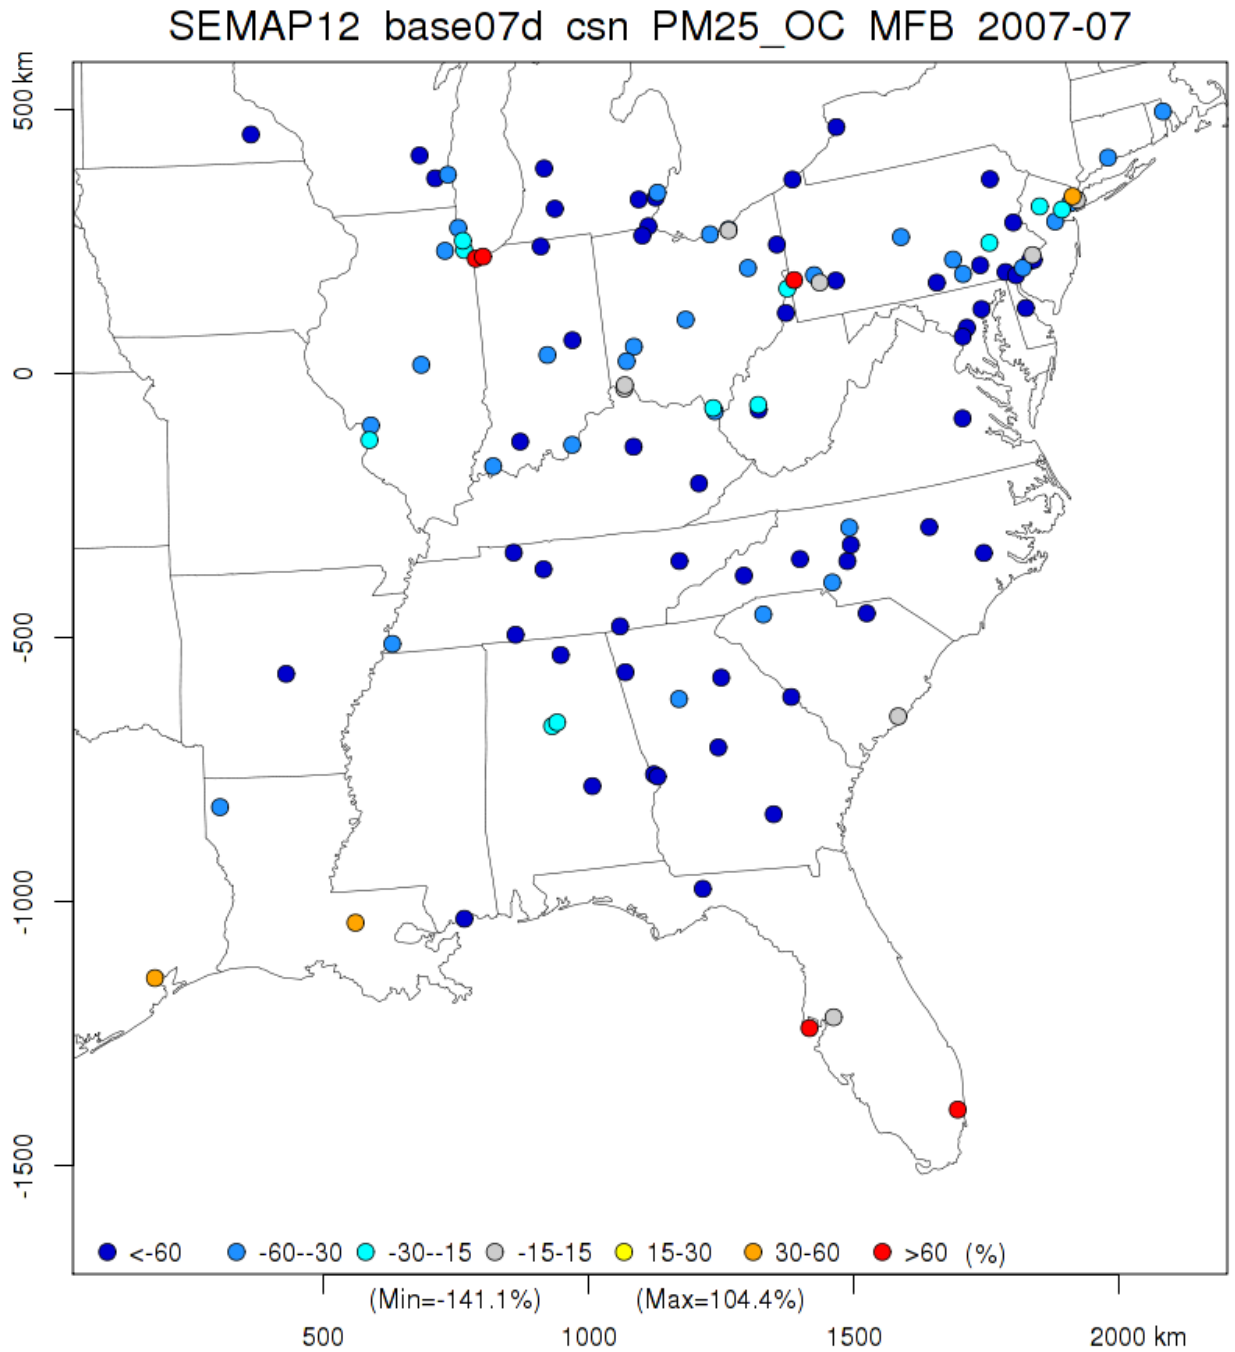 SEMAP12 base07d csn PM25_OC MFB 2007-07
500 km
0
-500
-1000
-1500
<-60 -60--30 -30--15 -15-15 15-30 30-60 >60 (%)
(Min=-141.1%) (Max=104.4%)
500 1000 1500 2000 km